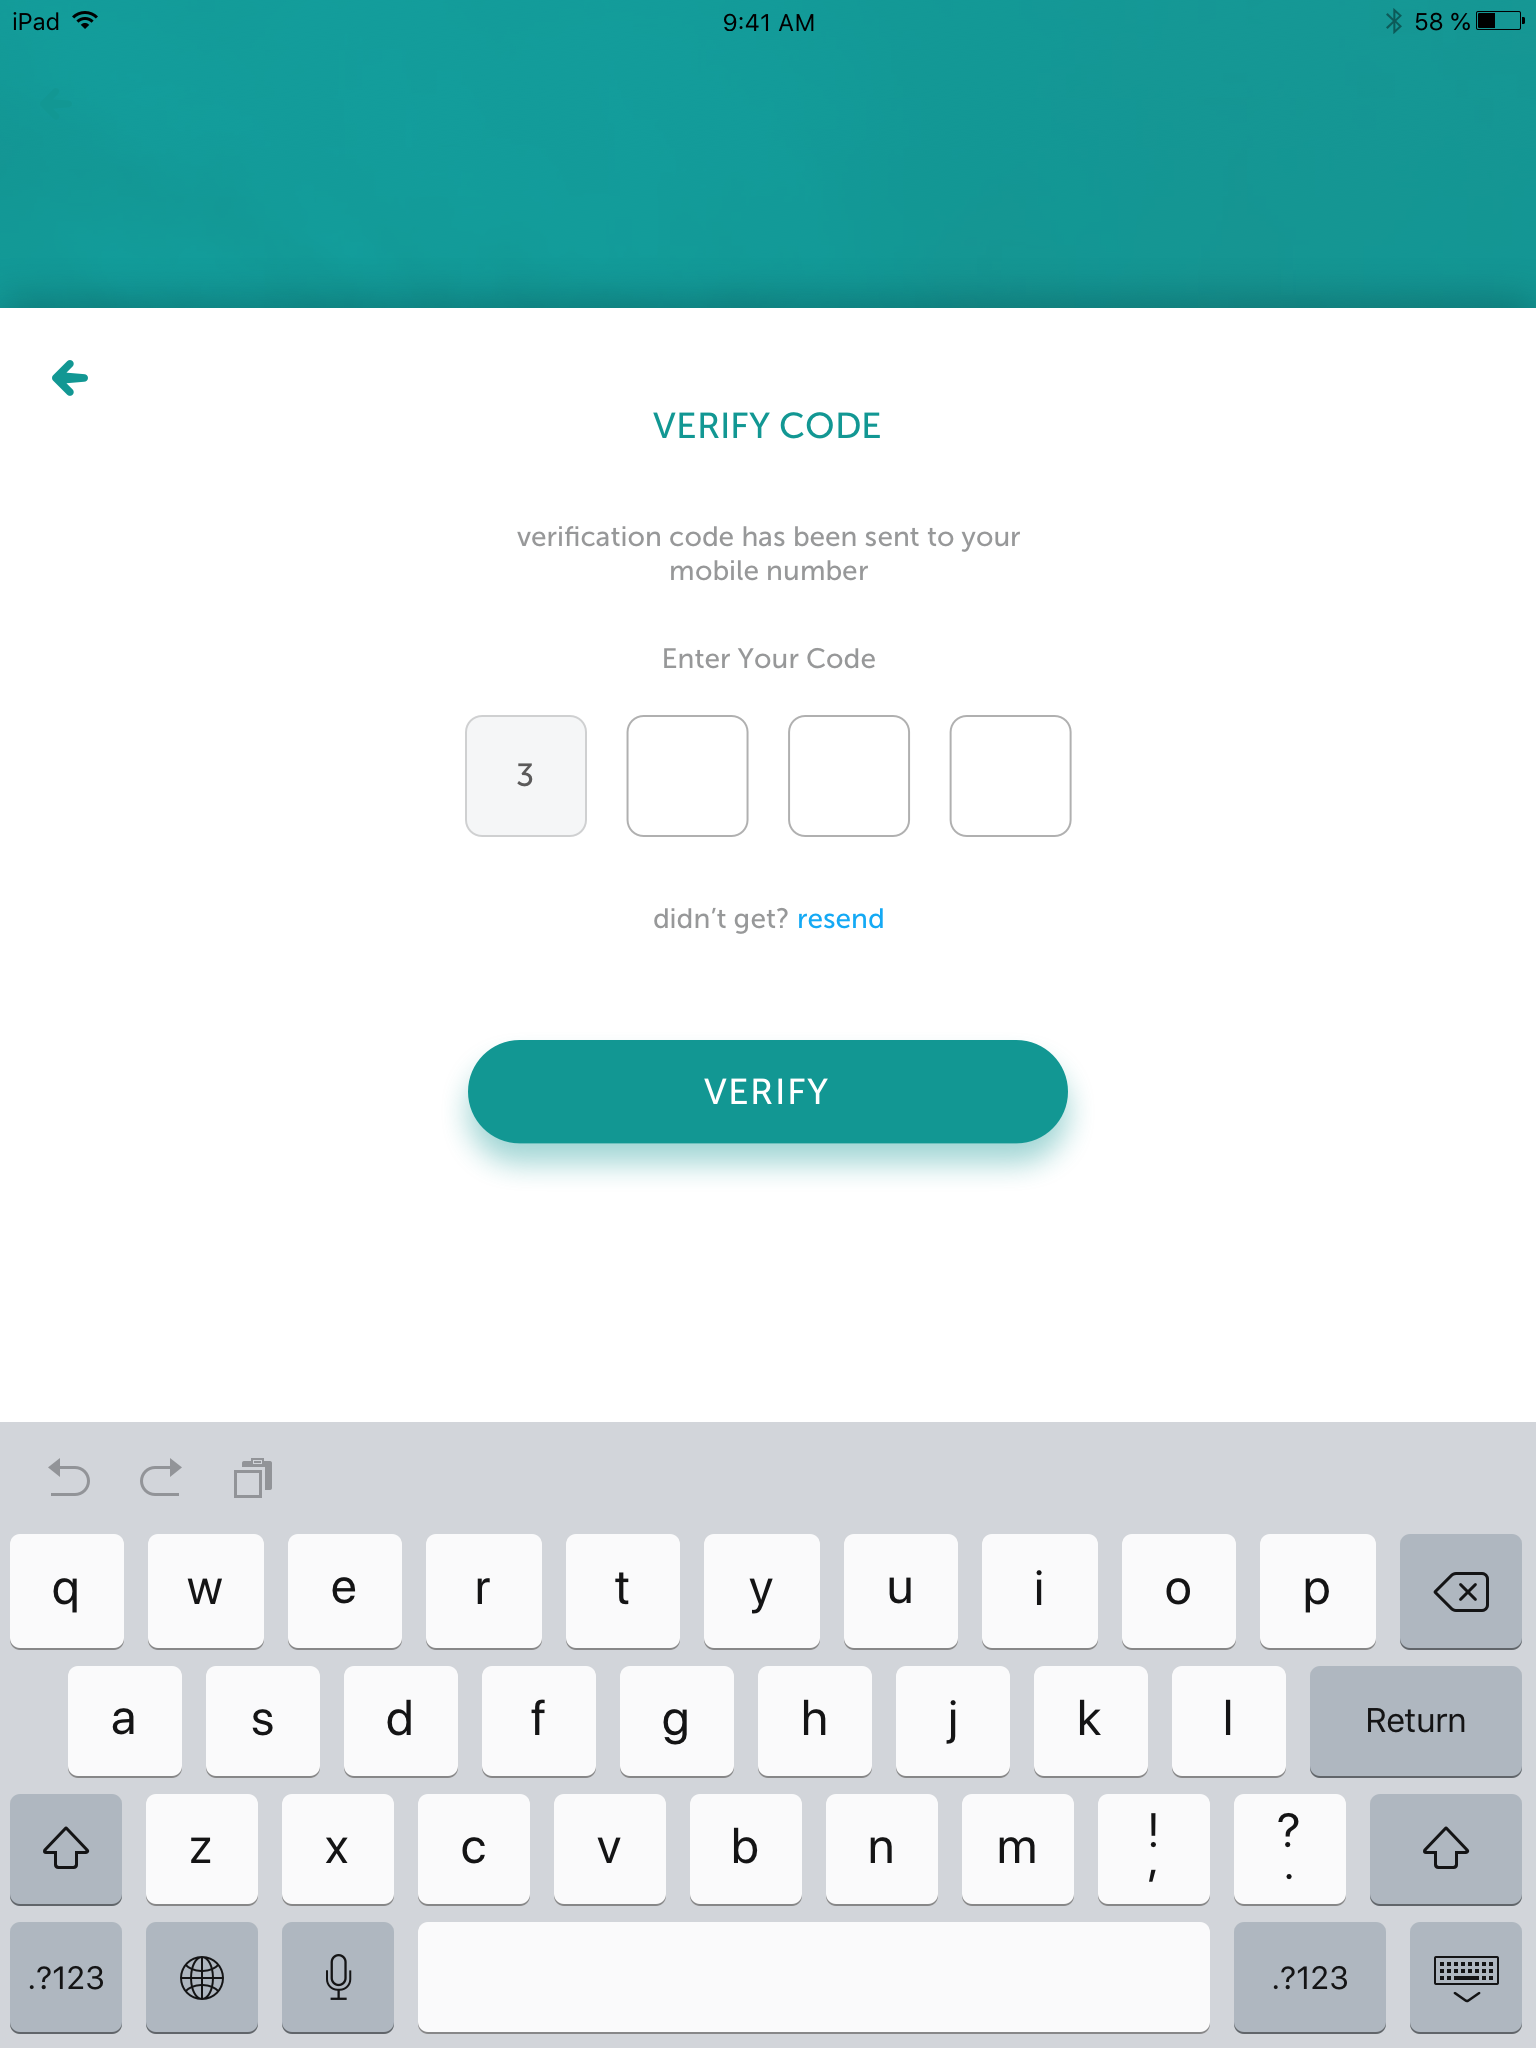 iPad 9:41 AM 58 %
VERIFY CODE
verification code has been sent to your
mobile number
Enter Your Code
3
didn’t get? resend
VERIFY
q w e r t y u i o p
a s d f g h j k l Return
z x c v b n m ! , ? .
.?123 .?123